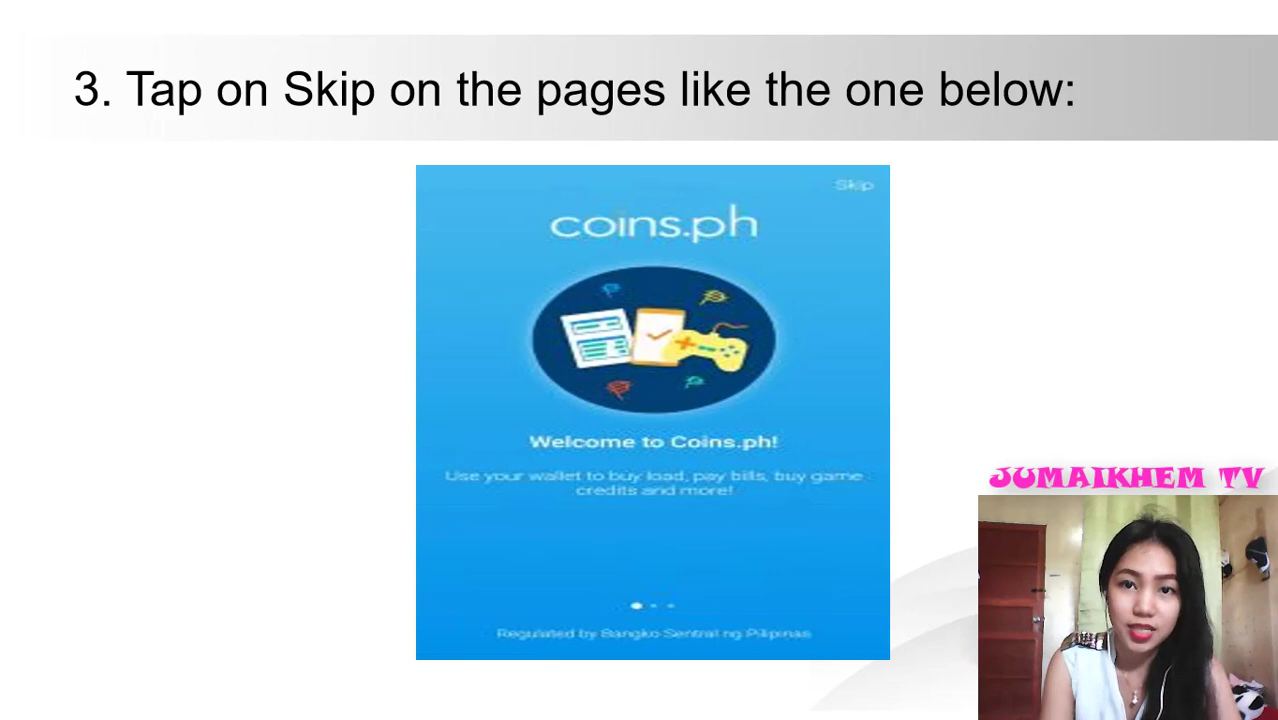 3. Tap on Skip on the pages like the one below:
Skip
coins.ph
Welcome to Coins.ph!
Use your wallet to buy load, pay bills, buy game
credits and more!
Regulated by Bangko Sentral ng Pilipinas
JUMAIKHEM TV